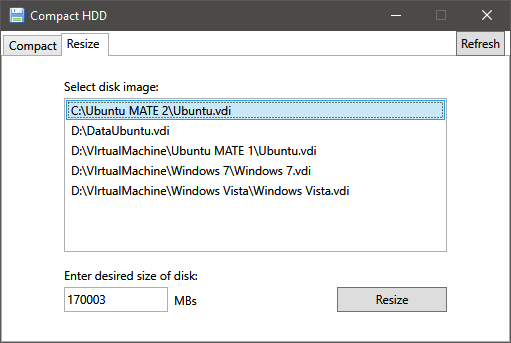 Compact HDD
Compact Resize Refresh
Select disk image:
C:\Ubuntu MATE 2\Ubuntu.vdi
D:\DataUbuntu.vdi
D:\VIrtualMachine\Ubuntu MATE 1\Ubuntu.vdi
D:\VIrtualMachine\Windows 7\Windows 7.vdi
D:\VIrtualMachine\Windows Vista\Windows Vista.vdi
Enter desired size of disk:
170003 MBs Resize